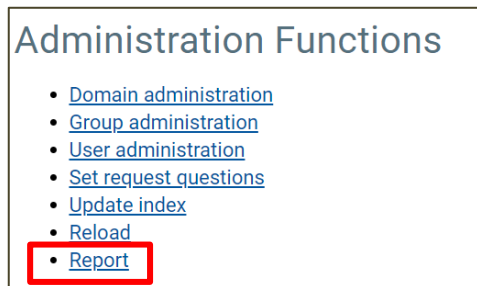 Administration Functions
Domain administration
Group administration
User administration
Set request questions
Update index
Reload
Report